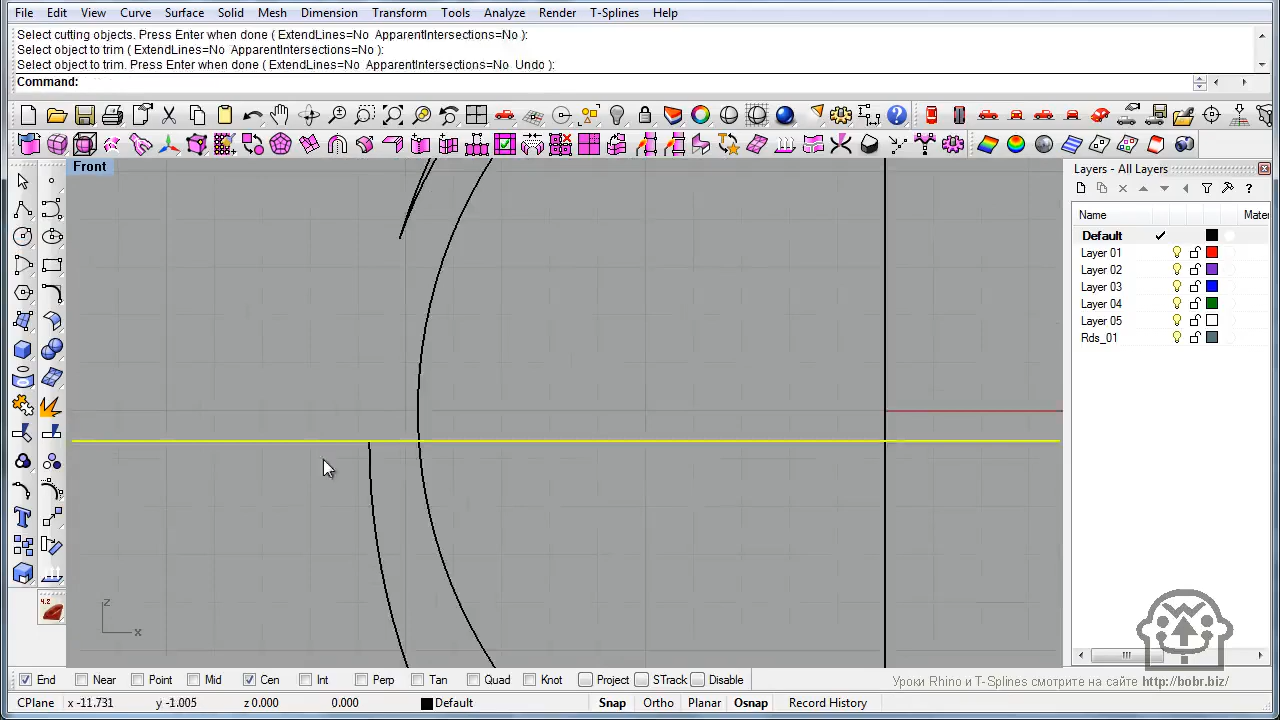 File Edit View Curve Surface Solid Mesh Dimension Transform Tools Analyze Render T-Splines Help
Select cutting objects. Press Enter when done ( ExtendLines=No ApparentIntersections=No ):
Select object to trim ( ExtendLines=No ApparentIntersections=No ):
Select object to trim. Press Enter when done ( ExtendLines=No ApparentIntersections=No Undo ):
Command:
Front
Layers - All Layers
Name Mater
Default
Layer 01
Layer 02
Layer 03
Layer 04
Layer 05
Rds_01
4.2
z
x
End Near Point Mid Cen Int Perp Tan Quad Knot Project STrack Disable
Уроки Rhino и T-Splines смотрите на сайте http://bobr.biz/
CPlane x -11.731 y -1.005 z 0.000 0.000 Default Snap Ortho Planar Osnap Record History